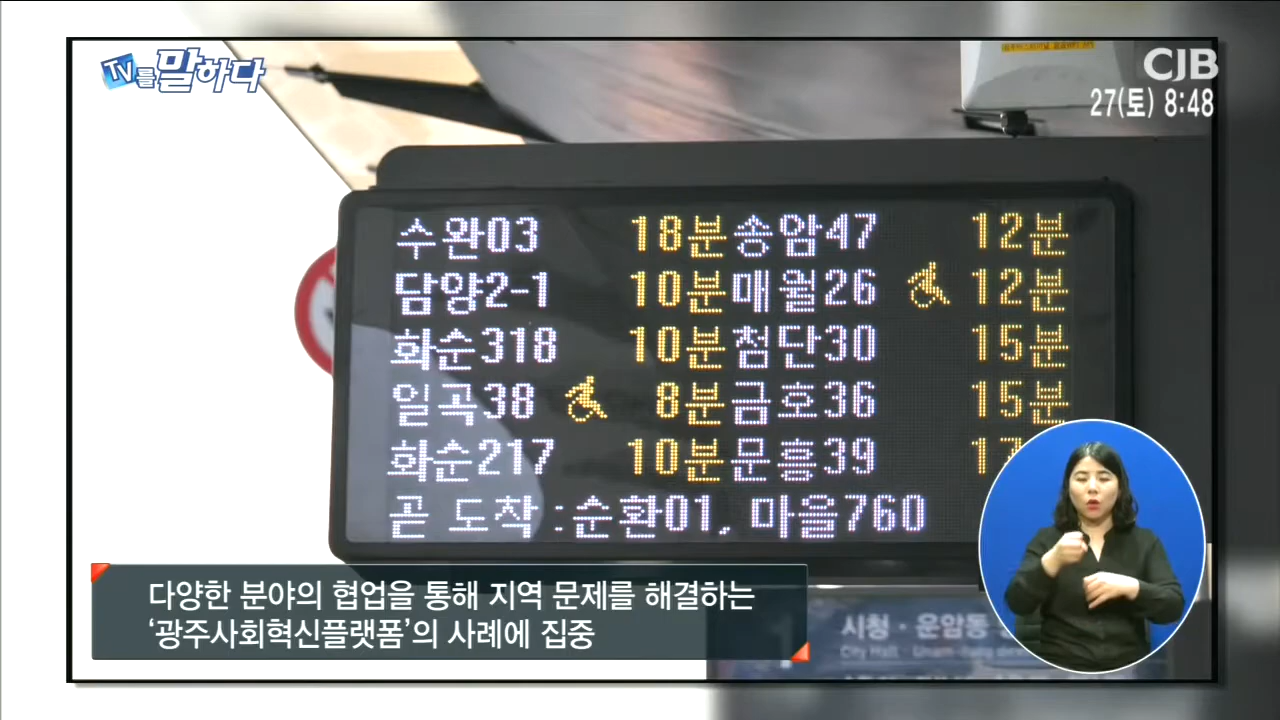 TV를 말하다
CJB
27(토) 8:48
수완03 18분 송암47 12분
담양2-1 10분 매월26 12분
화순318 10분 첨단30 15분
일곡38 8분 금호36 15분
화순217 10분 문흥39
곧 도착 : 순환01, 마을760
다양한 분야의 협업을 통해 지역 문제를 해결하는
‘광주사회혁신플랫폼’의 사례에 집중
시청 · 운암동
City Hall